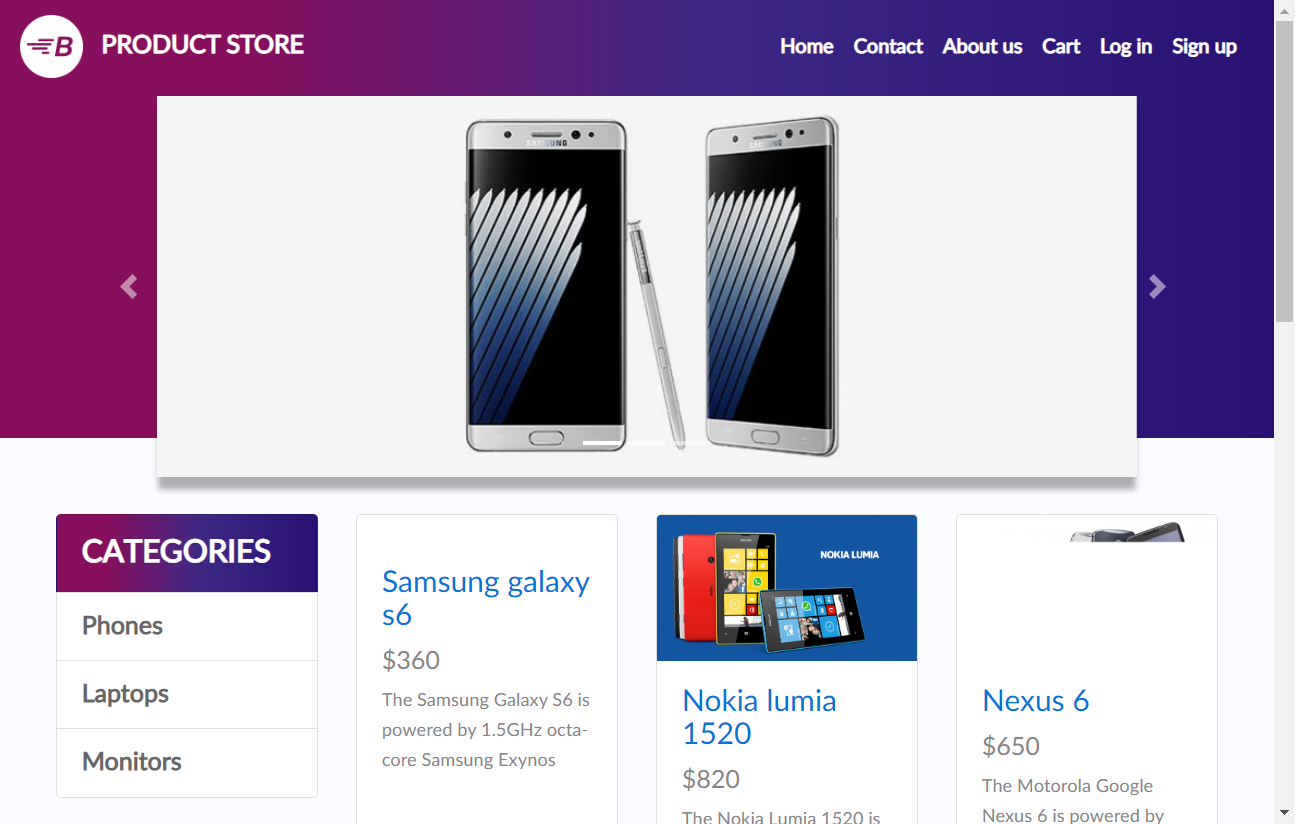 B PRODUCT STORE
Home Contact About us Cart Log in Sign up
SAMSUNG
SAMSUNG
CATEGORIES
Phones
Laptops
Monitors
Samsung galaxy
s6
$360
The Samsung Galaxy S6 is
powered by 1.5GHz octa-
core Samsung Exynos
NOKIA LUMIA
Nokia lumia
1520
$820
The Nokia Lumia 1520 is
Nexus 6
$650
The Motorola Google
Nexus 6 is powered by